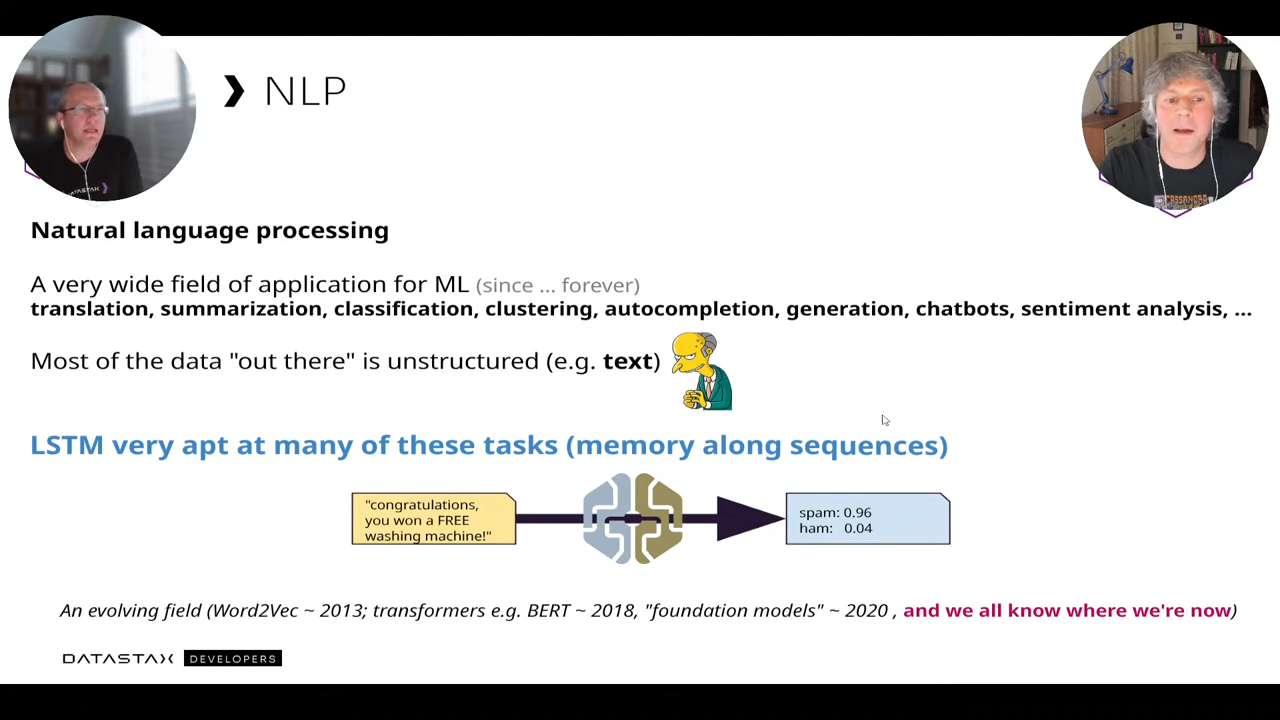 ❯ NLP
Natural language processing
A very wide field of application for ML (since ... forever)
translation, summarization, classification, clustering, autocompletion, generation, chatbots, sentiment analysis, ...
Most of the data "out there" is unstructured (e.g. text)
LSTM very apt at many of these tasks (memory along sequences)
"congratulations,
you won a FREE
washing machine!"
spam: 0.96
ham: 0.04
An evolving field (Word2Vec ~ 2013; transformers e.g. BERT ~ 2018, "foundation models" ~ 2020 , and we all know where we're now)
DATASTAX DEVELOPERS
DATASTAX
CASSANDRA